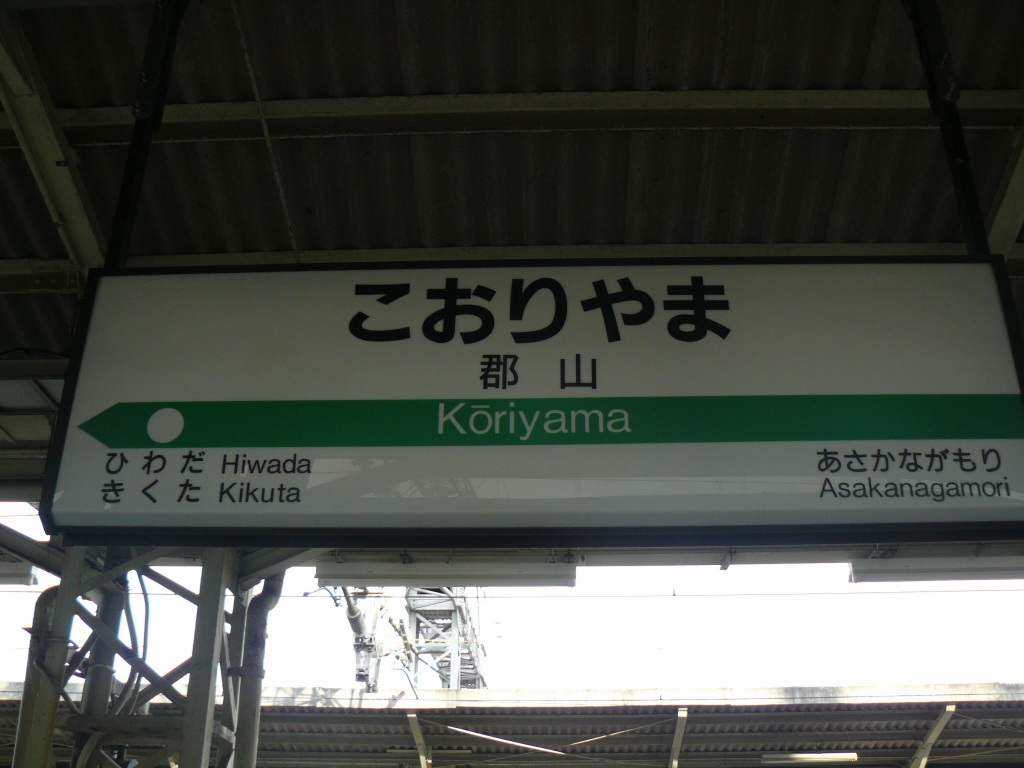 こおりやま
郡 山
Kōriyama
ひわだ Hiwada
きくた Kikuta
あさかながもり
Asakanagamori